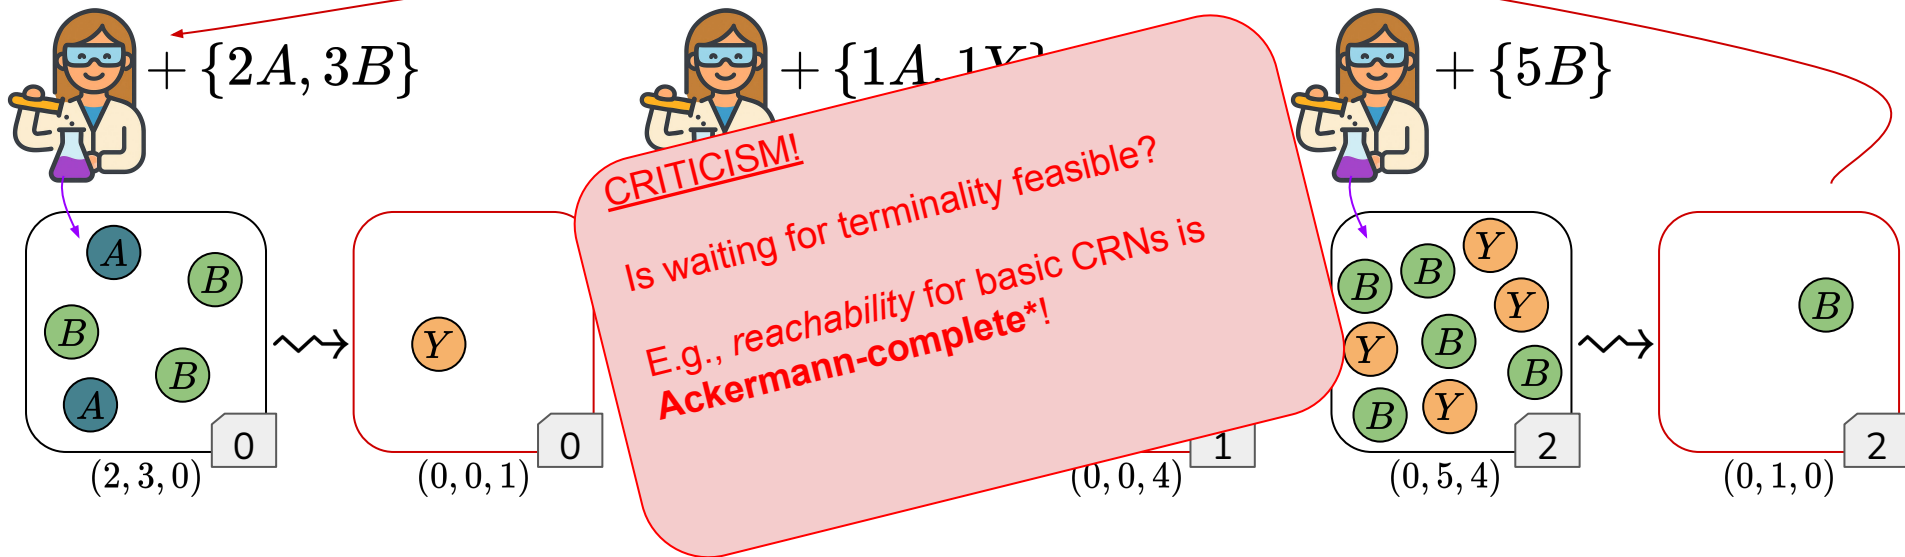 + {2A, 3B}
+ {1A, 1Y}
+ {5B}
CRITICISM!
Is waiting for terminality feasible?
E.g., reachability for basic CRNs is
Ackermann-complete*!
A
B
B
B
A
0
(2, 3, 0)
Y
0
(0, 0, 1)
1
(0, 0, 4)
B
B
Y
Y
Y
B
B
B
Y
2
(0, 5, 4)
B
2
(0, 1, 0)